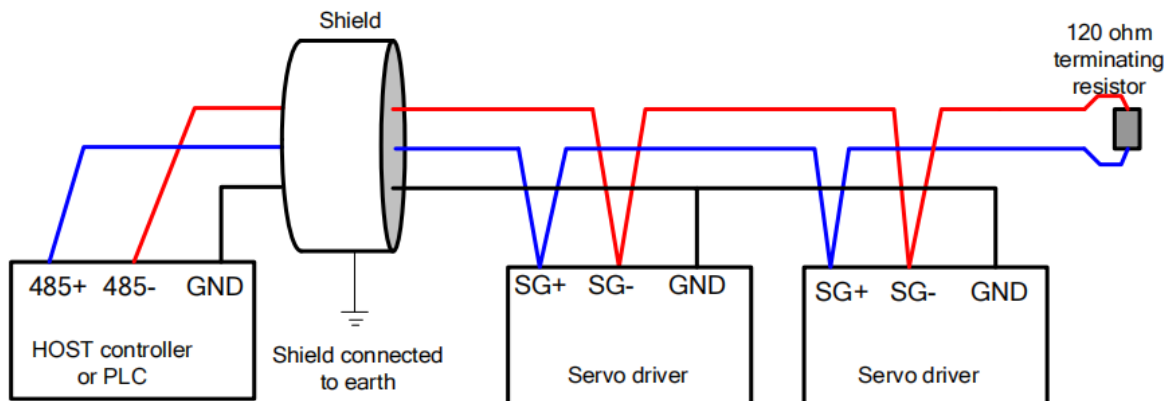 Shield
120 ohm
terminating
resistor
485+ 485- GND
HOST controller
or PLC
Shield connected
to earth
SG+ SG- GND
Servo driver
SG+ SG- GND
Servo driver